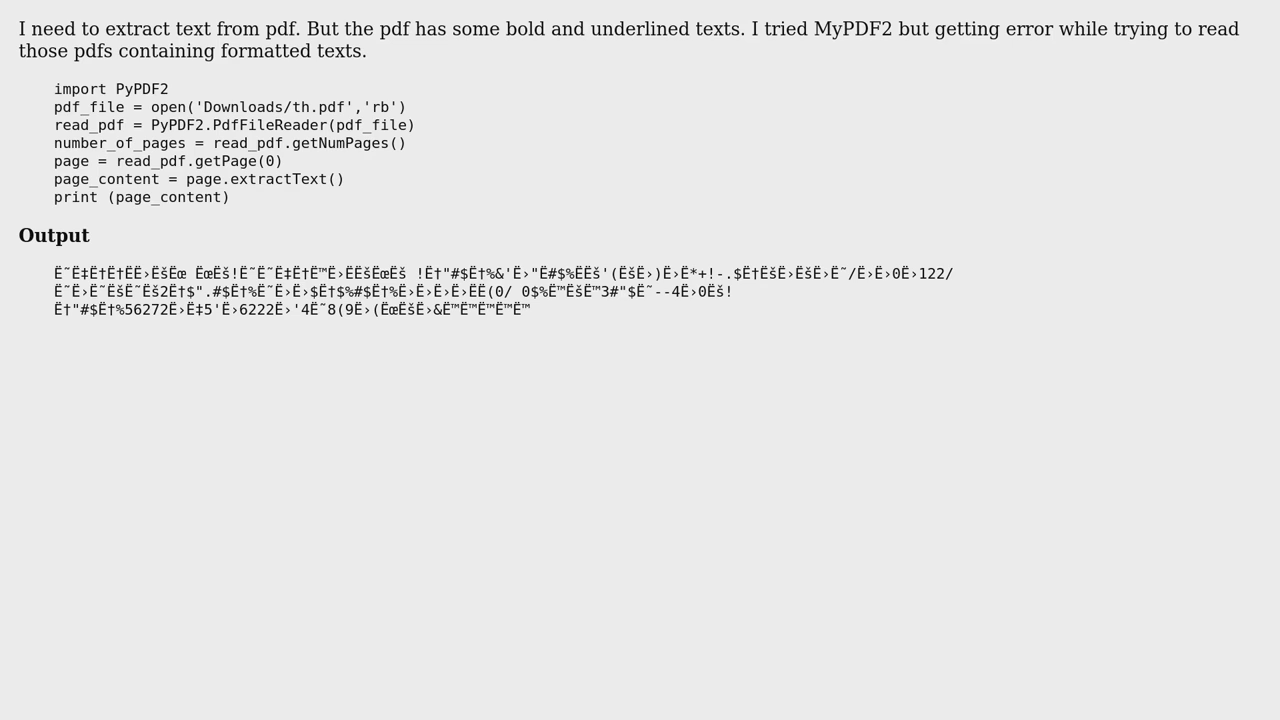 I need to extract text from pdf. But the pdf has some bold and underlined texts. I tried MyPDF2 but getting error while trying to read
those pdfs containing formatted texts.
import PyPDF2
pdf_file = open('Downloads/th.pdf','rb')
read_pdf = PyPDF2.PdfFileReader(pdf_file)
number_of_pages = read_pdf.getNumPages()
page = read_pdf.getPage(0)
page_content = page.extractText()
print (page_content)
Output
Ë˜Ë‡Ë†Ë†ËË›ËšËœ ËœËš!Ë˜Ë˜Ë‡Ë†Ë™Ë›ËËšËœËš !Ë†"#$Ë†%&'Ë›"Ë#$%ËËš'(ËšË›)Ë›Ë*+!-.$Ë†ËšË›ËšË›Ë˜/Ë›Ë›0Ë›122/
Ë˜Ë›Ë˜ËšË˜Ëš2Ë†$".#$Ë†%Ë˜Ë›Ë›$Ë†$%#$Ë†%Ë›Ë›Ë›Ë›ËË(0/ 0$%Ë™ËšË™3#"$Ë˜--4Ë›0Ëš!
Ë†"#$Ë†%56272Ë›Ë‡5'Ë›6222Ë›'4Ë˜8(9Ë›(ËœËšË›&Ë™Ë™Ë™Ë™Ë™